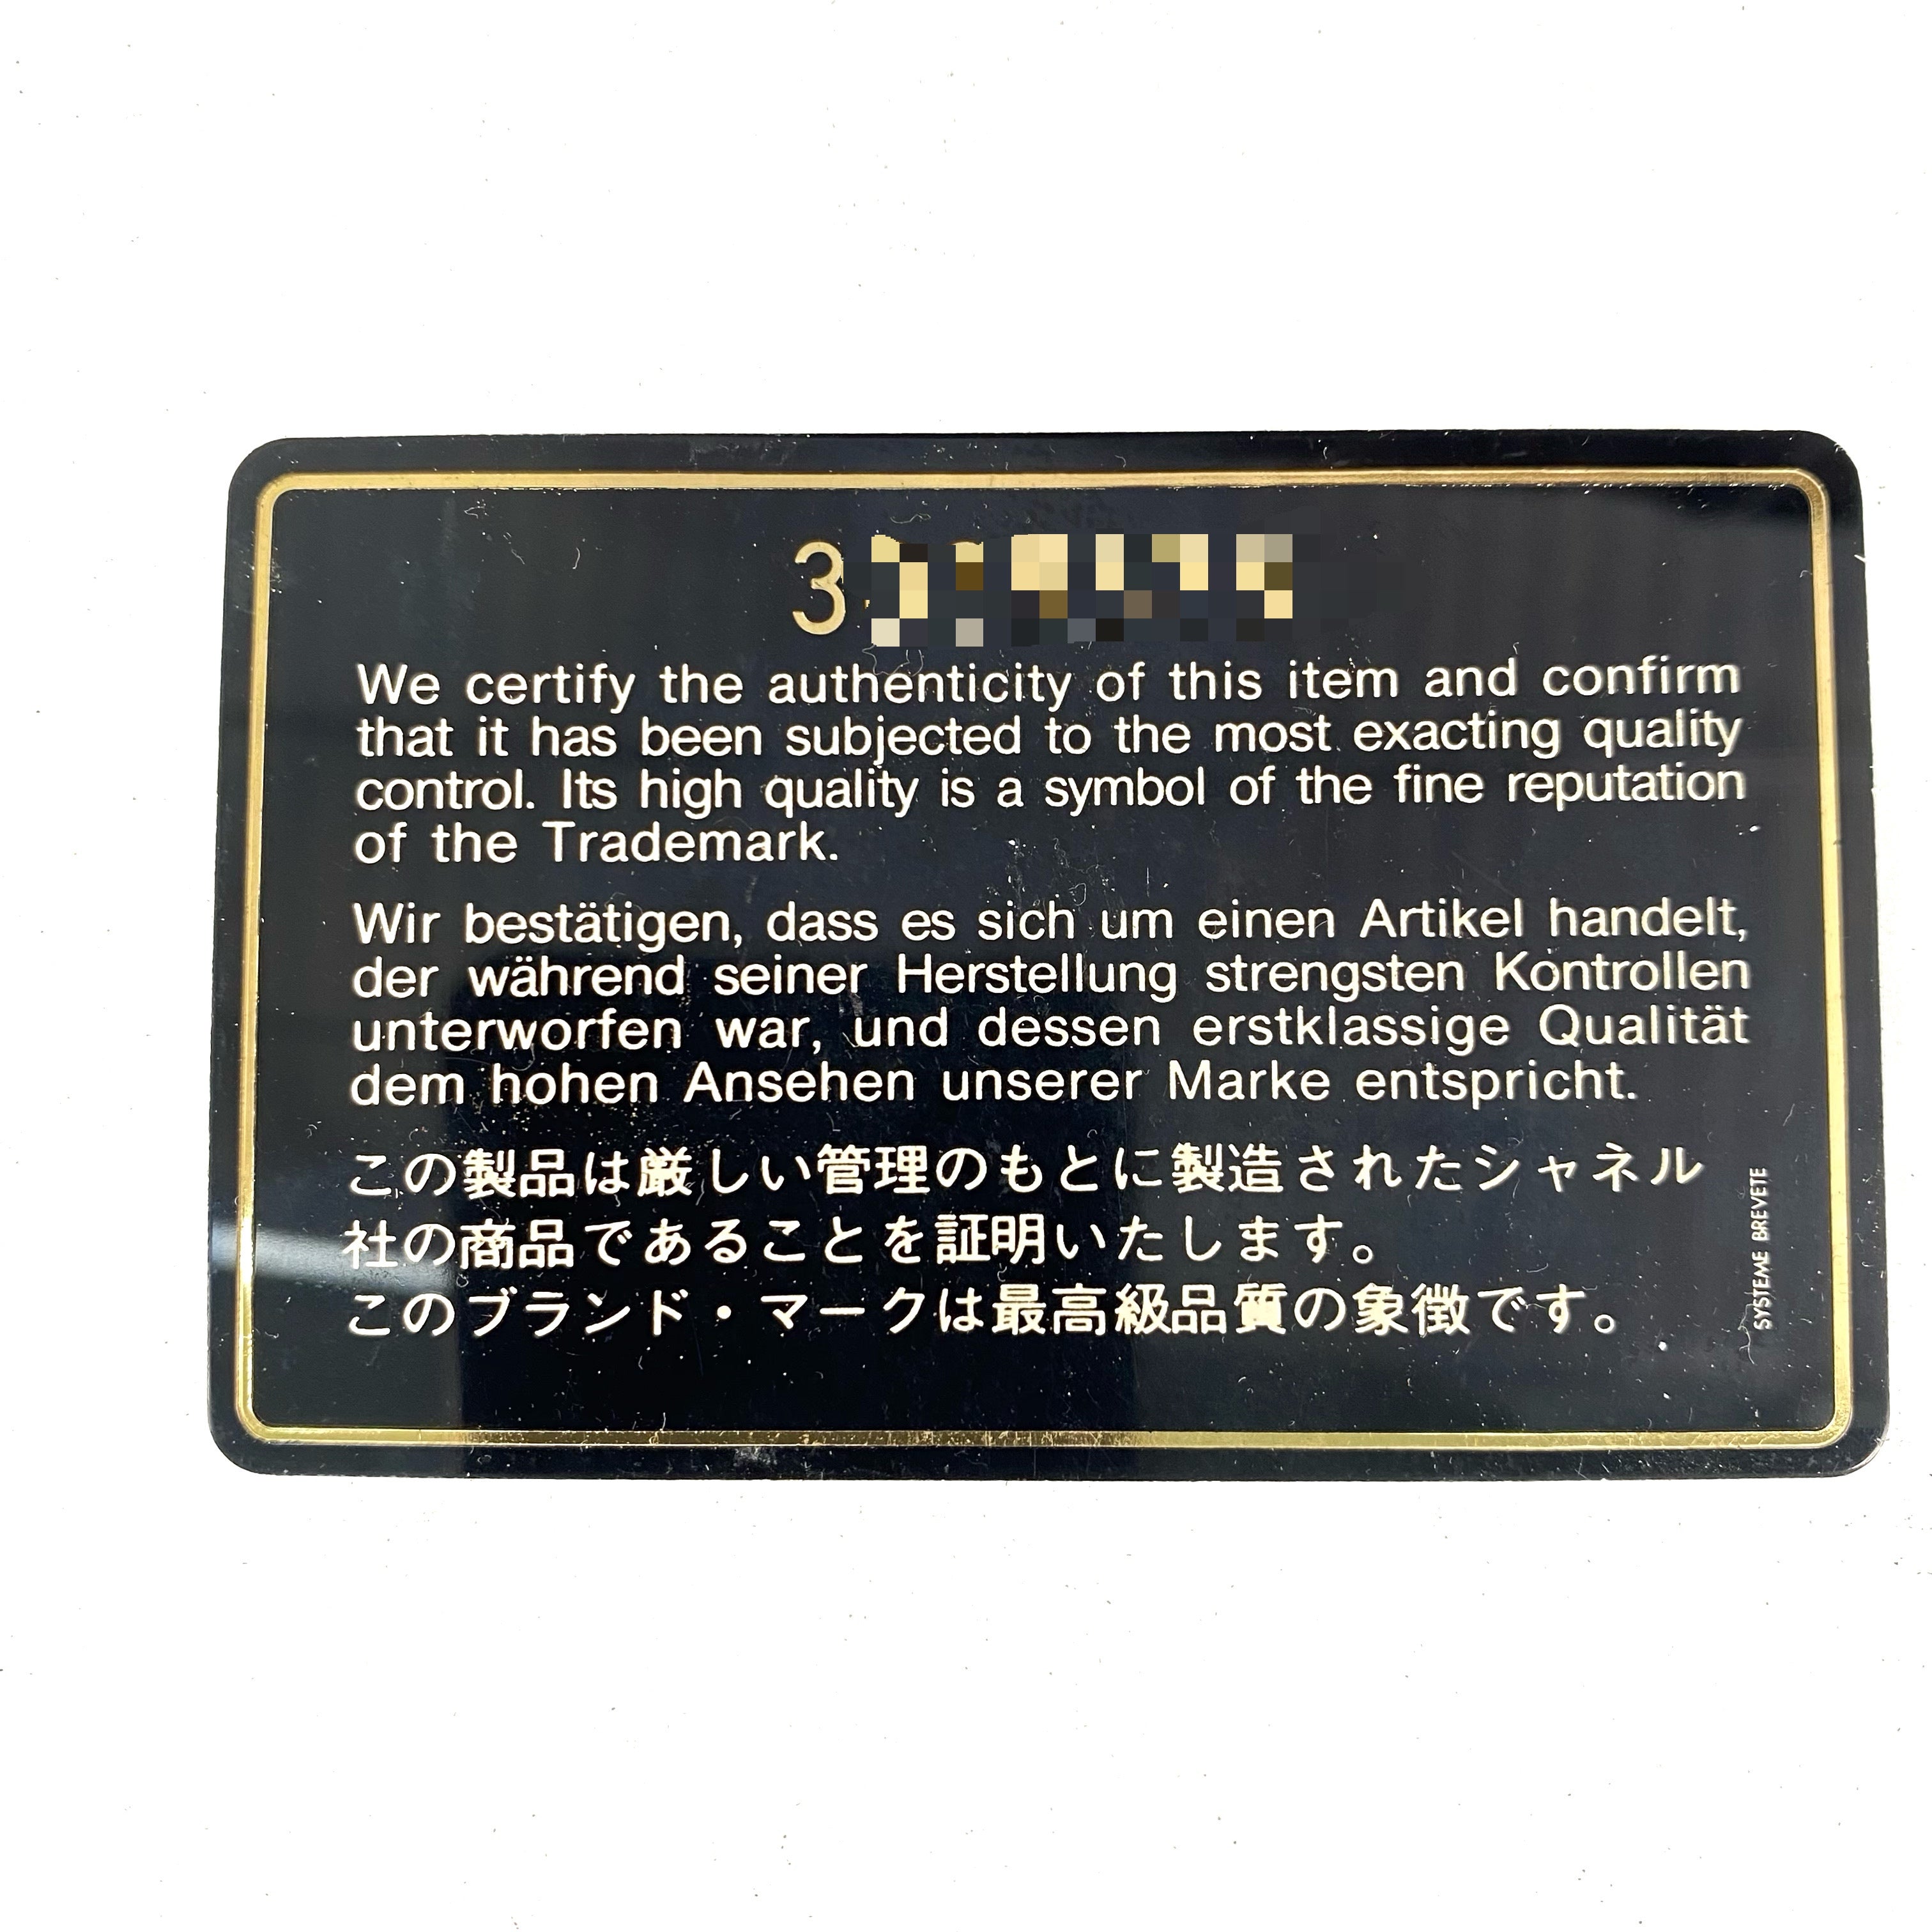 3
We certify the authenticity of this item and confirm
that it has been subjected to the most exacting quality
control. Its high quality is a symbol of the fine reputation
of the Trademark.
Wir bestätigen, dass es sich um einen Artikel handelt,
der während seiner Herstellung strengsten Kontrollen
unterworfen war, und dessen erstklassige Qualität
dem hohen Ansehen unserer Marke entspricht.
この製品は厳しい管理のもとに製造されたシャネル
社の商品であることを証明いたします。
このブランド・マークは最高級品質の象徴です。
SYSTEME BREVETE